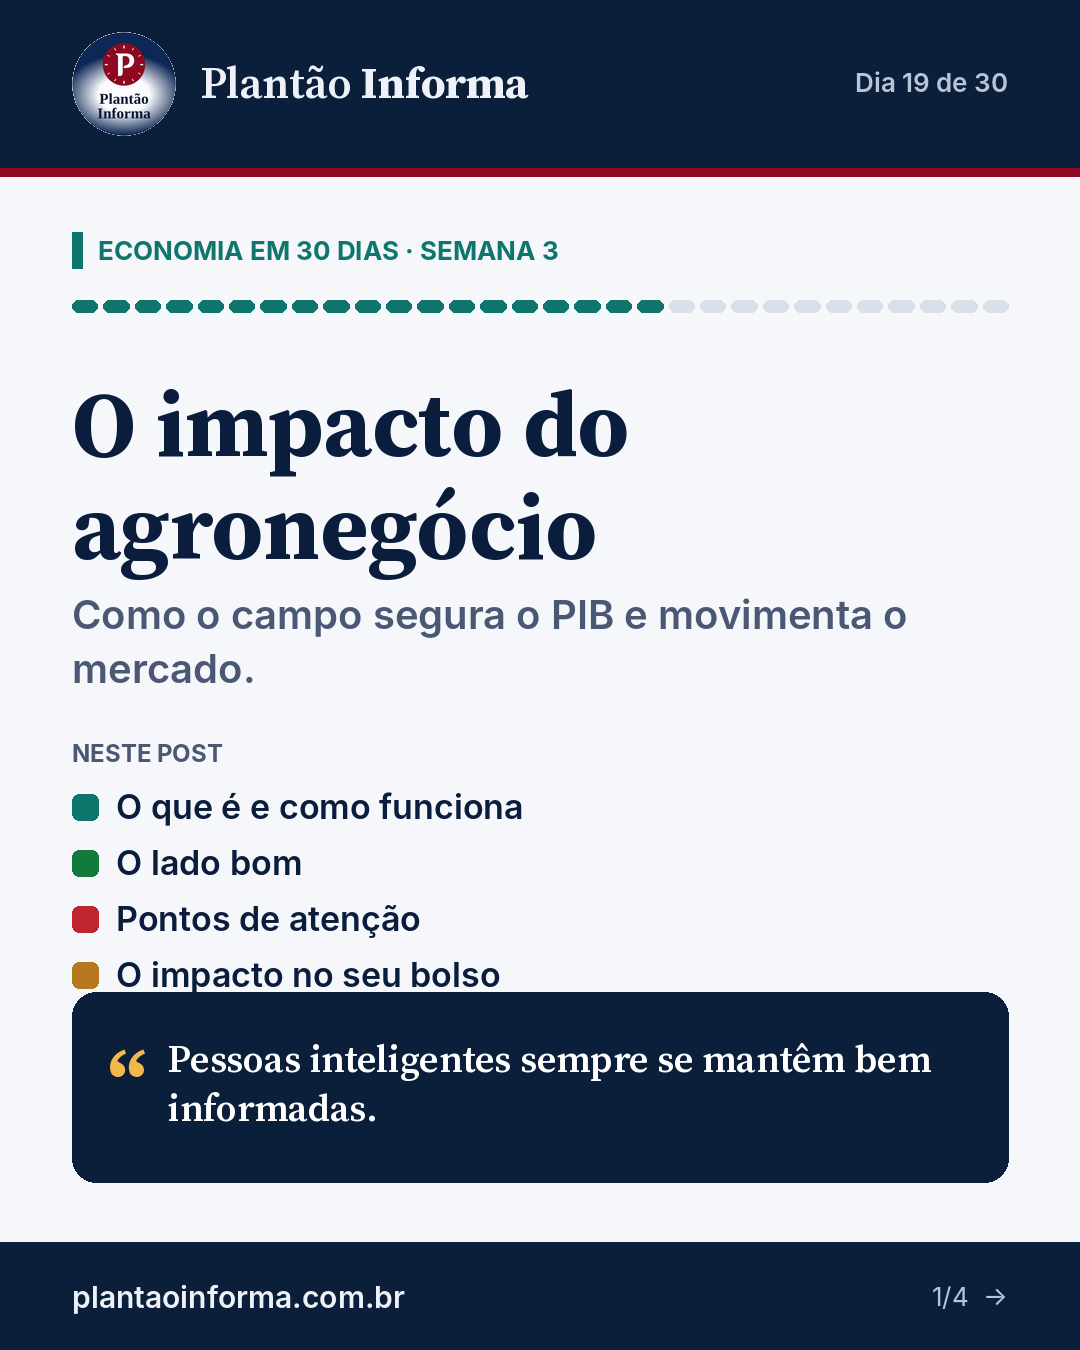 P
Plantão
Informa
Plantão Informa
Dia 19 de 30
ECONOMIA EM 30 DIAS · SEMANA 3
O impacto do
agronegócio
Como o campo segura o PIB e movimenta o
mercado.
NESTE POST
O que é e como funciona
O lado bom
Pontos de atenção
O impacto no seu bolso
“ Pessoas inteligentes sempre se mantêm bem
informadas.
plantaoinforma.com.br
1/4 →